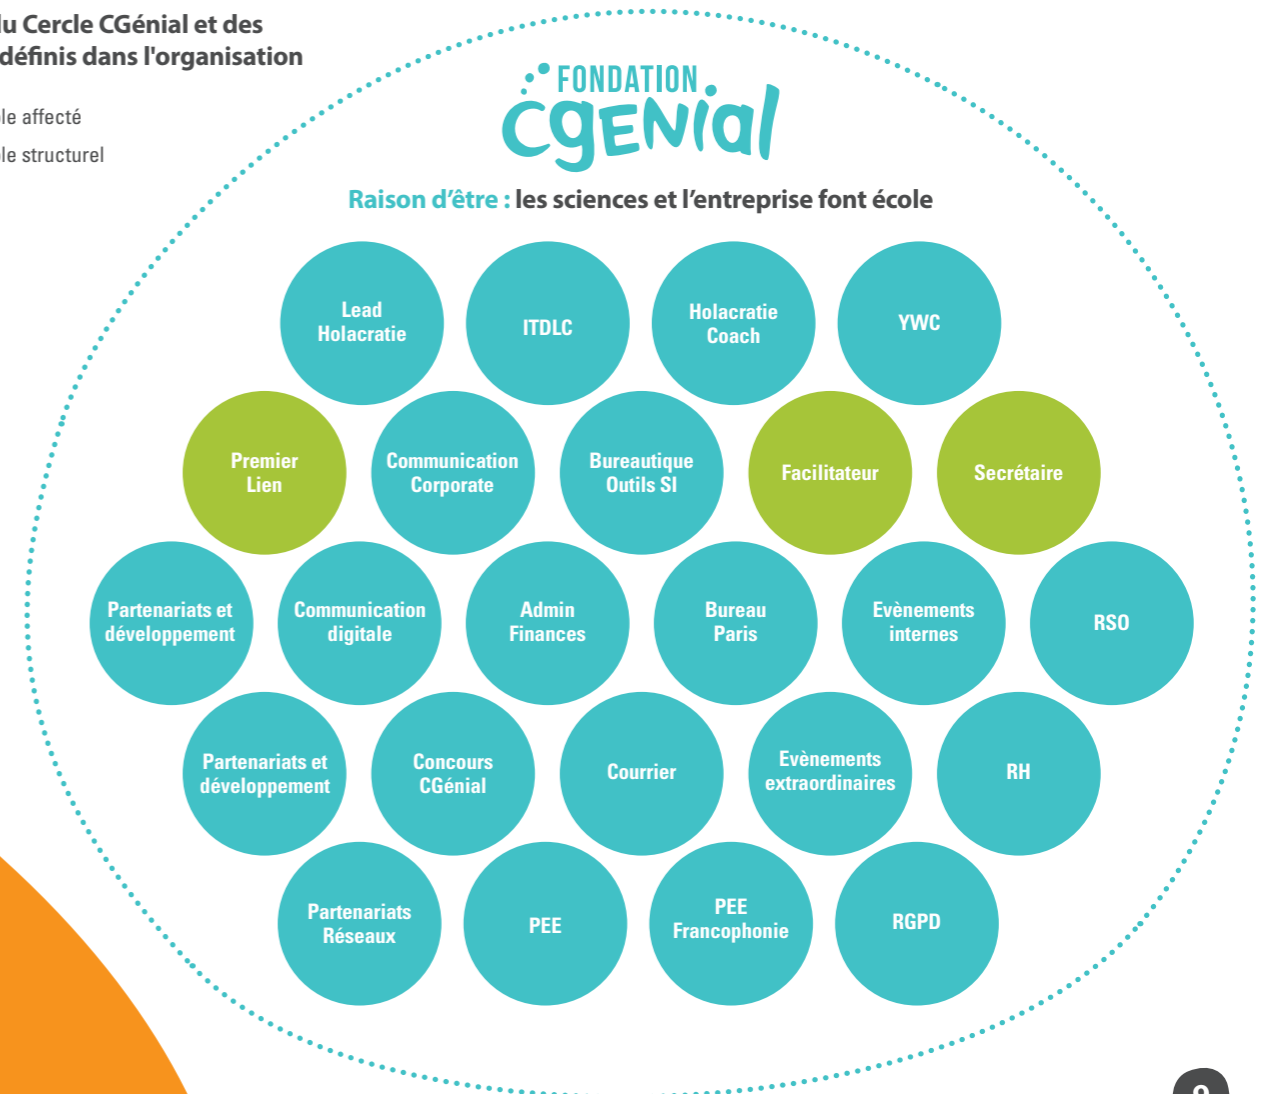 du Cercle CGénial et des
définis dans l'organisation
affecté
structurel
FONDATION
CGENIAl
Raison d'être : les sciences et l'entreprise font école
Lead
Holacratie
ITDLC
Holacratie
Coach
YWC
Premier
Lien
Communication
Corporate
Bureautique
Outils SI
Facilitateur
Secrétaire
Partenariats et
développement
Communication
digitale
Admin
Finances
Bureau
Paris
Evènements
internes
RSO
Partenariats et
développement
Concours
CGénial
Courrier
Evènements
extraordinaires
RH
Partenariats
Réseaux
PEE
PEE
Francophonie
RGPD